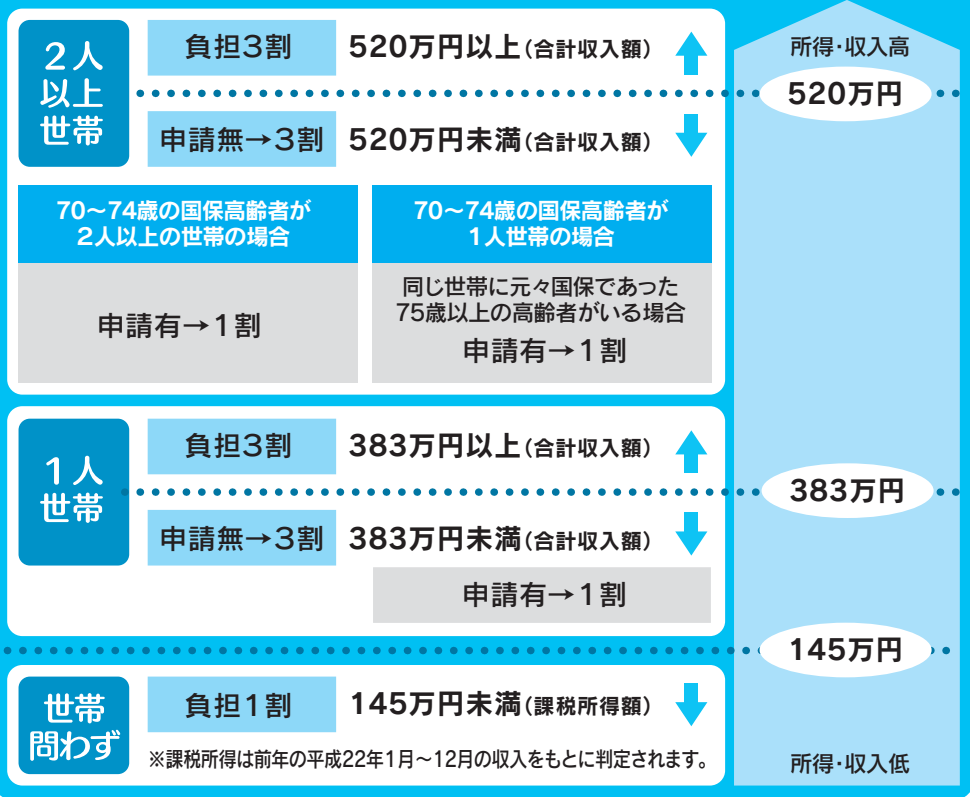 2人
以上
世帯
負担3割
520万円以上(合計収入額)
申請無→3割
520万円未満(合計収入額)
70〜74歳の国保高齢者が
2人以上の世帯の場合
申請有→1割
70〜74歳の国保高齢者が
1人世帯の場合
同じ世帯に元々国保であった
75歳以上の高齢者がいる場合
申請有→1割
1人
世帯
負担3割
383万円以上(合計収入額)
申請無→3割
383万円未満(合計収入額)
申請有→1割
世帯
問わず
負担1割
145万円未満(課税所得額)
※課税所得は前年の平成22年1月〜12月の収入をもとに判定されます。
所得・収入高
520万円
383万円
145万円
所得・収入低